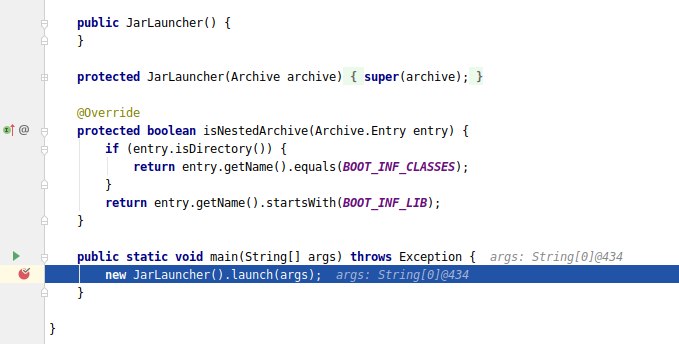 public JarLauncher() {
}
protected JarLauncher(Archive archive) { super(archive); }
@Override
@ protected boolean isNestedArchive(Archive.Entry entry) {
if (entry.isDirectory()) {
return entry.getName().equals(BOOT_INF_CLASSES);
}
return entry.getName().startsWith(BOOT_INF_LIB);
}
public static void main(String[] args) throws Exception { args: String[0]@434
new JarLauncher().launch(args); args: String[0]@434
}
}